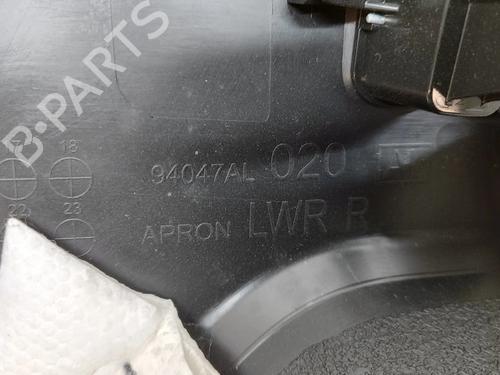 B-PARTS
17 18
22 23
94047AL 020
APRON LWR R